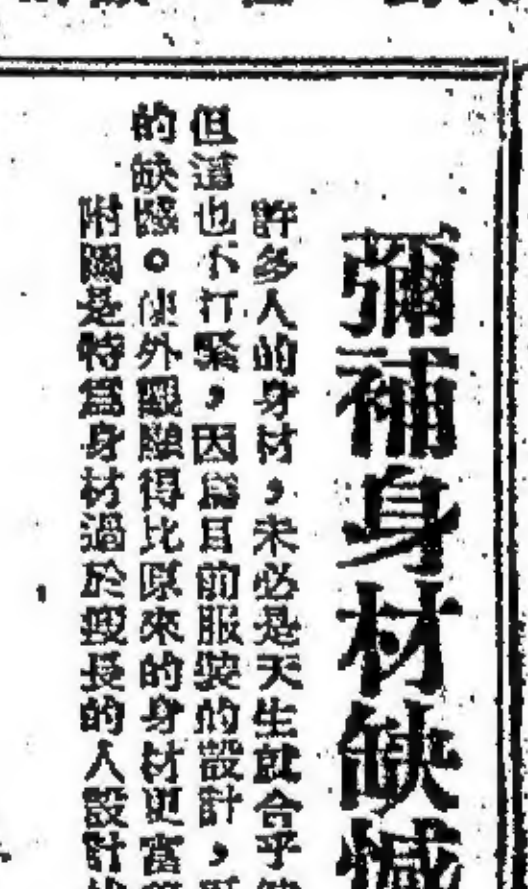 彌補身材缺憾
許多人的身材，未必是天生就合乎
但這也不打緊，因爲目前服裝的設計，
的缺憾。使外觀顯得比原來的身材更富
附圖是特爲身材過於瘦長的人設計